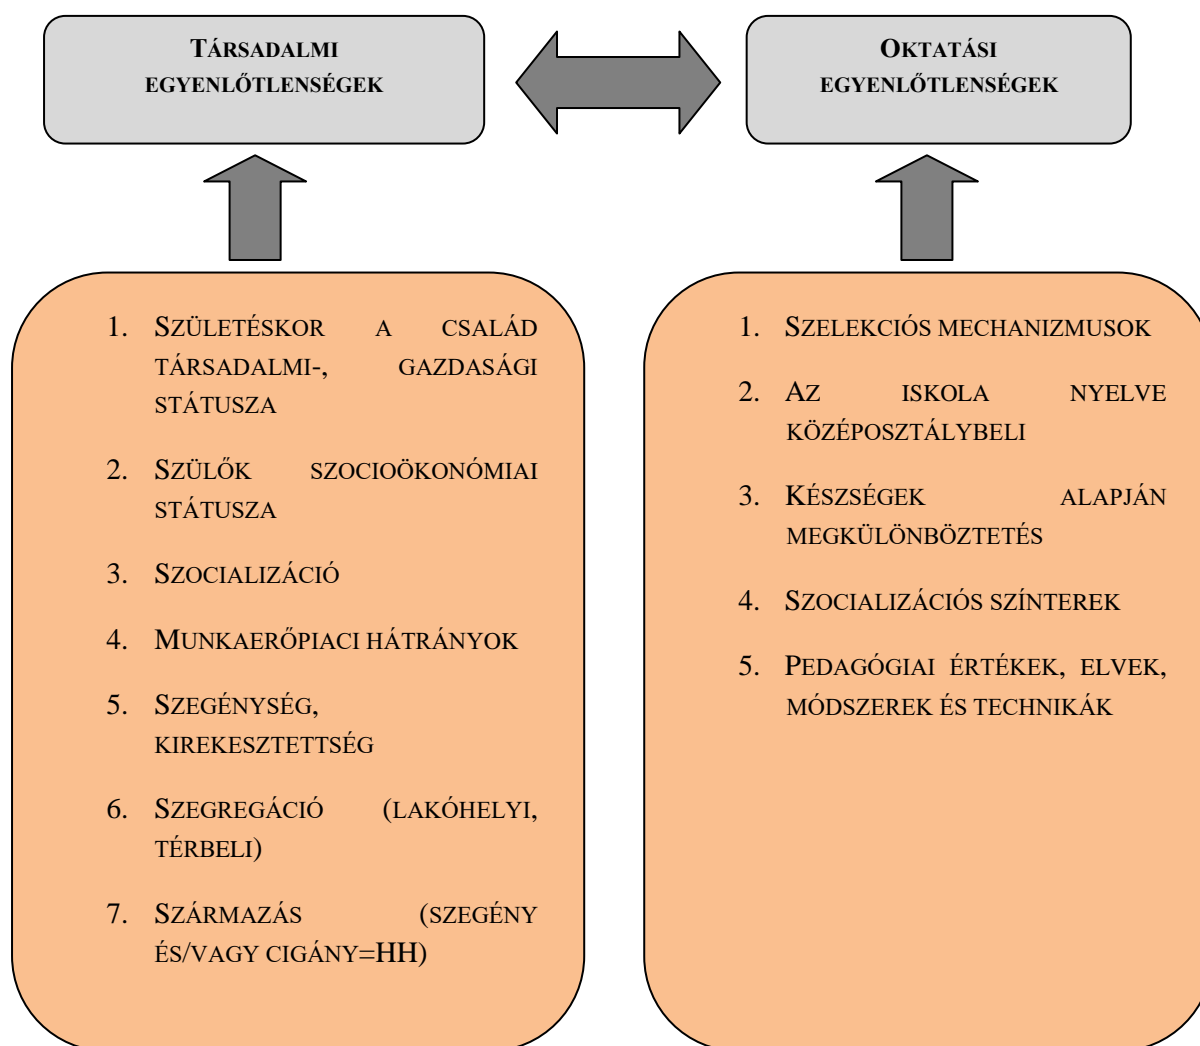 TÁRSADALMI
EGYENLŐTLENSÉGEK
OKTATÁSI
EGYENLŐTLENSÉGEK
1. SZÜLETÉSKOR A CSALÁD
TÁRSADALMI-, GAZDASÁGI
STÁTUSZA
2. SZÜLŐK SZOCIOÖKONÓMIAI
STÁTUSZA
3. SZOCIALIZÁCIÓ
4. MUNKAERŐPIACI HÁTRÁNYOK
5. SZEGÉNYSÉG,
KIREKESZTETTSÉG
6. SZEGREGÁCIÓ (LAKÓHELYI,
TÉRBELI)
7. SZÁRMAZÁS (SZEGÉNY
ÉS/VAGY CIGÁNY=HH)
1. SZELEKCIÓS MECHANIZMUSOK
2. AZ ISKOLA NYELVE
KÖZÉPOSZTÁLYBELI
3. KÉSZSÉGEK ALAPJÁN
MEGKÜLÖNBÖZTETÉS
4. SZOCIALIZÁCIÓS SZÍNTEREK
5. PEDAGÓGIAI ÉRTÉKEK, ELVEK,
MÓDSZEREK ÉS TECHNIKÁK